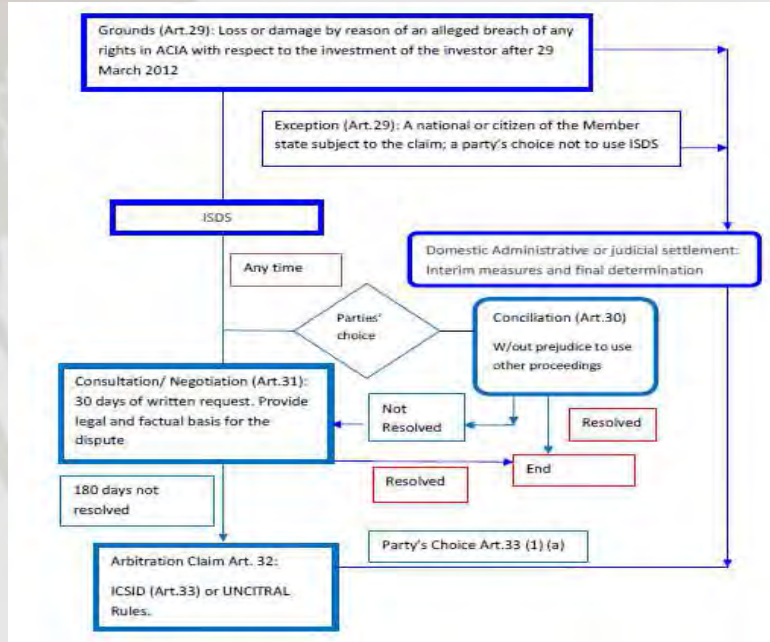 Grounds (Art.29): Loss or damage by reason of an alleged breach of any
rights in ACIA with respect to the investment of the investor after 29
March 2012
Exception (Art.29): A national or citizen of the Member
state subject to the claim; a party's choice not to use ISDS
ISDS
Domestic Administrative or judicial settlement:
Interim measures and final determination
Any time
Parties'
choice
Conciliation (Art.30)
W/out prejudice to use
other proceedings
Consultation/ Negotiation (Art.31):
30 days of written request. Provide
legal and factual basis for the
dispute
Not
Resolved
Resolved
End
Resolved
180 days not
resolved
Party's Choice Art.33 (1) (a)
Arbitration Claim Art. 32:
ICSID (Art.33) or UNCITRAL
Rules.